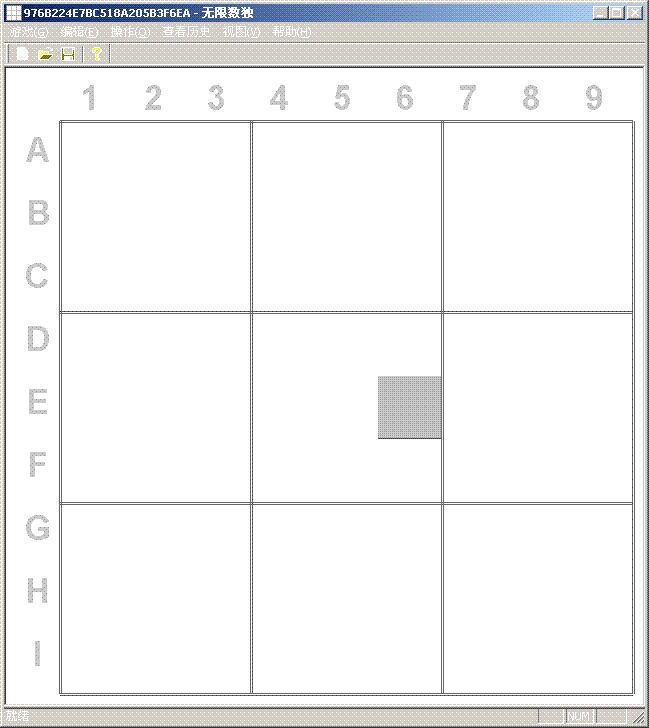 976B224E7BC518A205B3F6EA - 无限数独
游戏(G) 编辑(E) 操作(O) 查看历史 视图(V) 帮助(H)
1 2 3 4 5 6 7 8 9
A
B
C
D
E
F
G
H
I
就绪 NUM